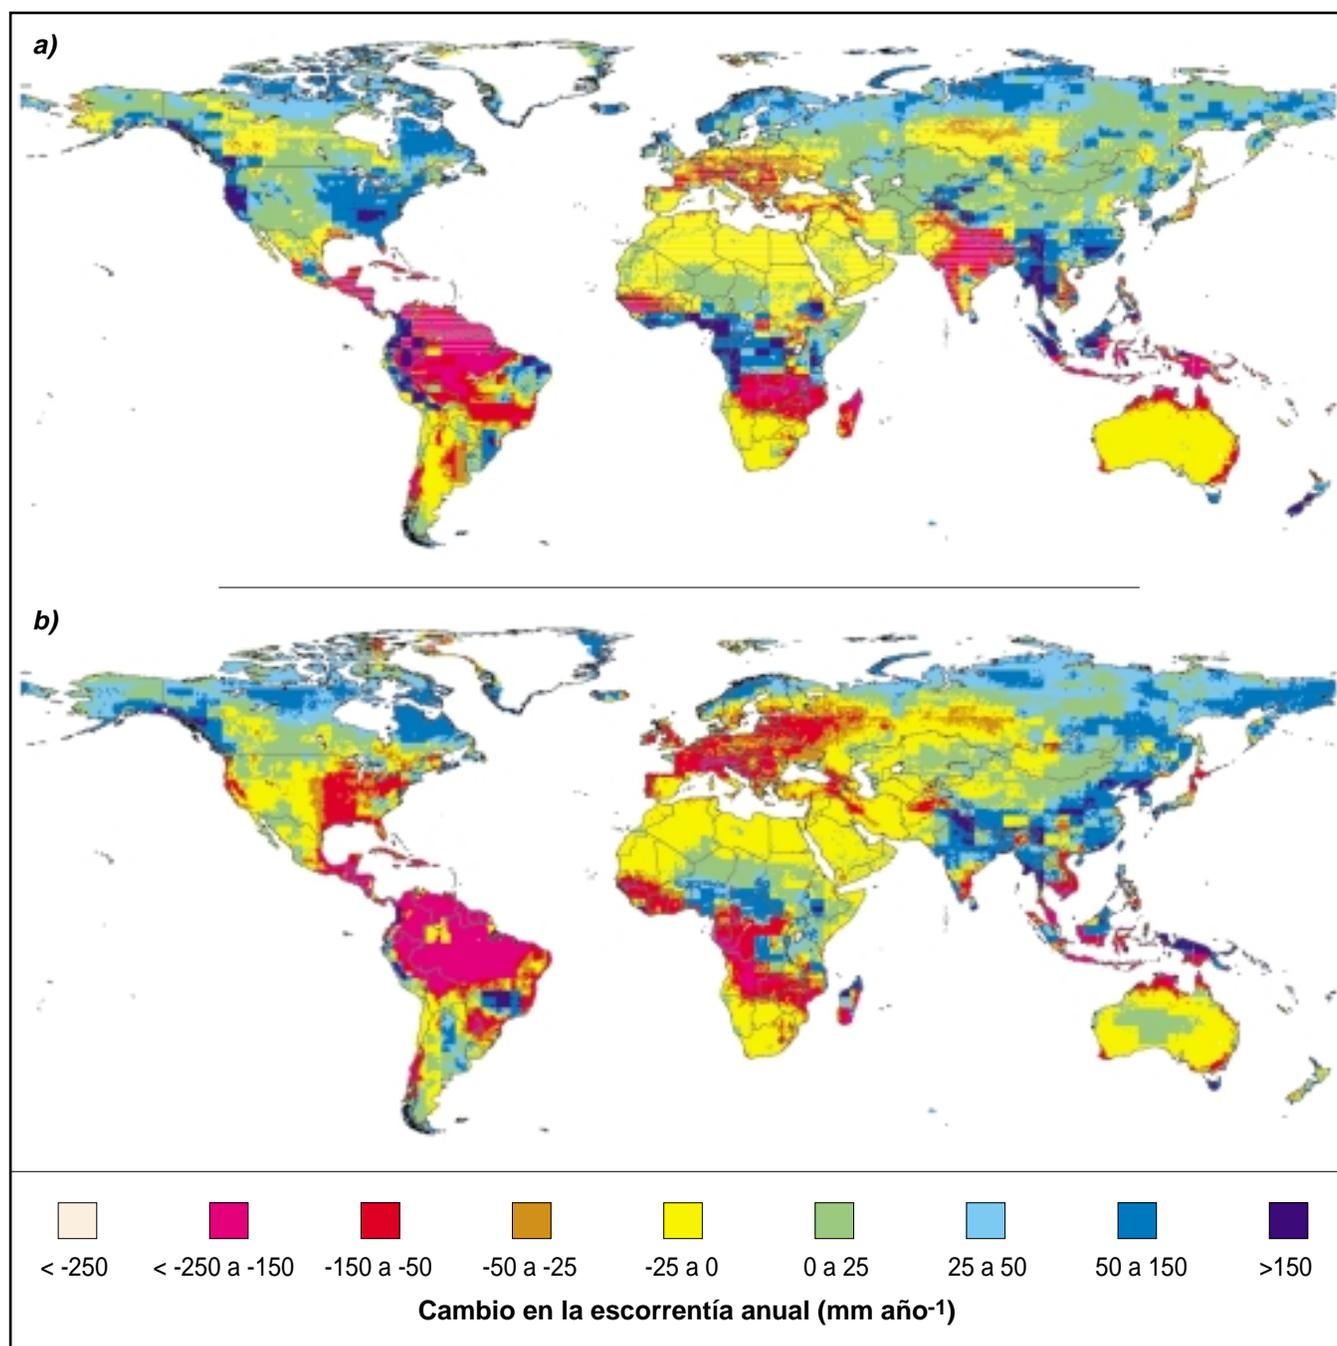 a)
b)
< -250
< -250 a -150
-150 a -50
-50 a -25
-25 a 0
0 a 25
25 a 50
50 a 150
>150
Cambio en la escorrentía anual (mm año-1)